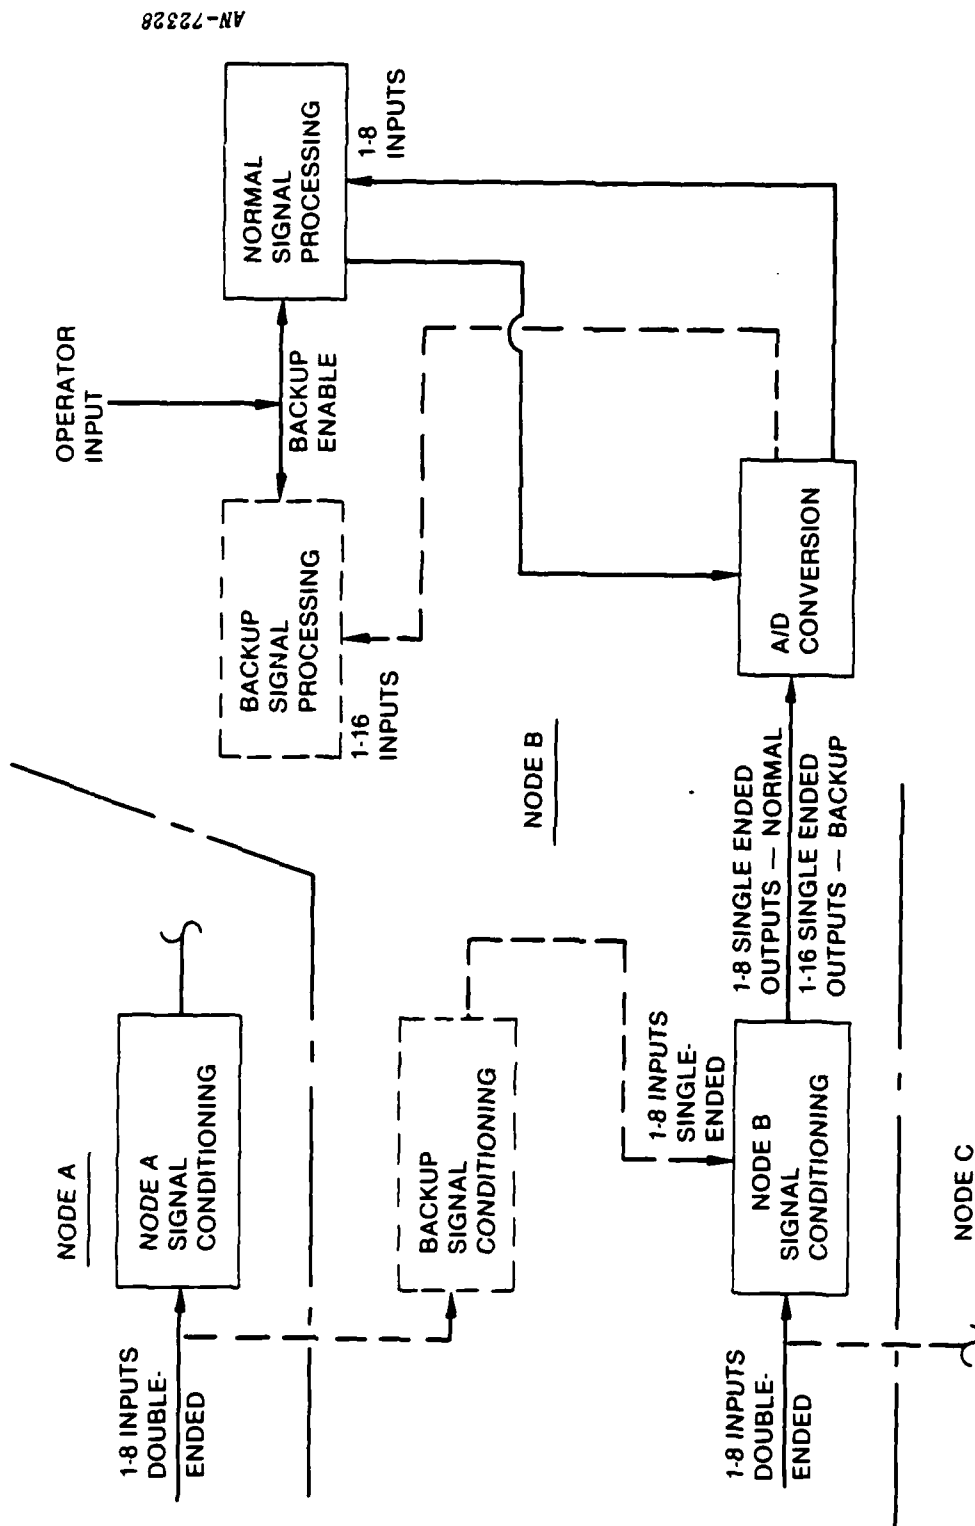 AN-72328
NODE A
1-8 INPUTS
DOUBLE-
ENDED
NODE A
SIGNAL
CONDITIONING
BACKUP
SIGNAL
CONDITIONING
OPERATOR
INPUT
BACKUP
SIGNAL
PROCESSING
1-16
INPUTS
BACKUP
ENABLE
NORMAL
SIGNAL
PROCESSING
1-8
INPUTS
NODE B
1-8 INPUTS
SINGLE-
ENDED
1-8 INPUTS
DOUBLE-
ENDED
NODE B
SIGNAL
CONDITIONING
1-8 SINGLE ENDED
OUTPUTS — NORMAL
1-16 SINGLE ENDED
OUTPUTS — BACKUP
A/D
CONVERSION
NODE C